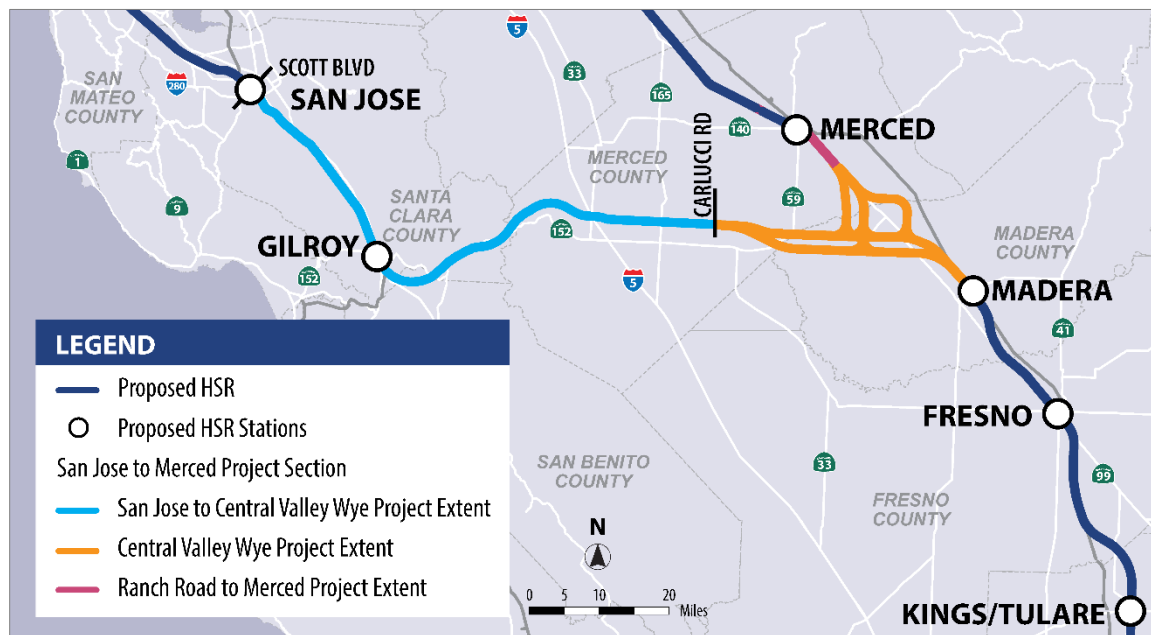 SCOTT BLVD
SAN JOSE
SAN
MATEO
COUNTY
280
1
9
GILROY
SANTA
CLARA
COUNTY
152
5
33
165
140
MERCED
MERCED
COUNTY
CARLUCCI RD
59
152
5
MADERA
COUNTY
MADERA
41
FRESNO
99
33
FRESNO
COUNTY
SAN BENITO
COUNTY
KINGS/TULARE
N
0 5 10 20
Miles
LEGEND
Proposed HSR
Proposed HSR Stations
San Jose to Merced Project Section
San Jose to Central Valley Wye Project Extent
Central Valley Wye Project Extent
Ranch Road to Merced Project Extent